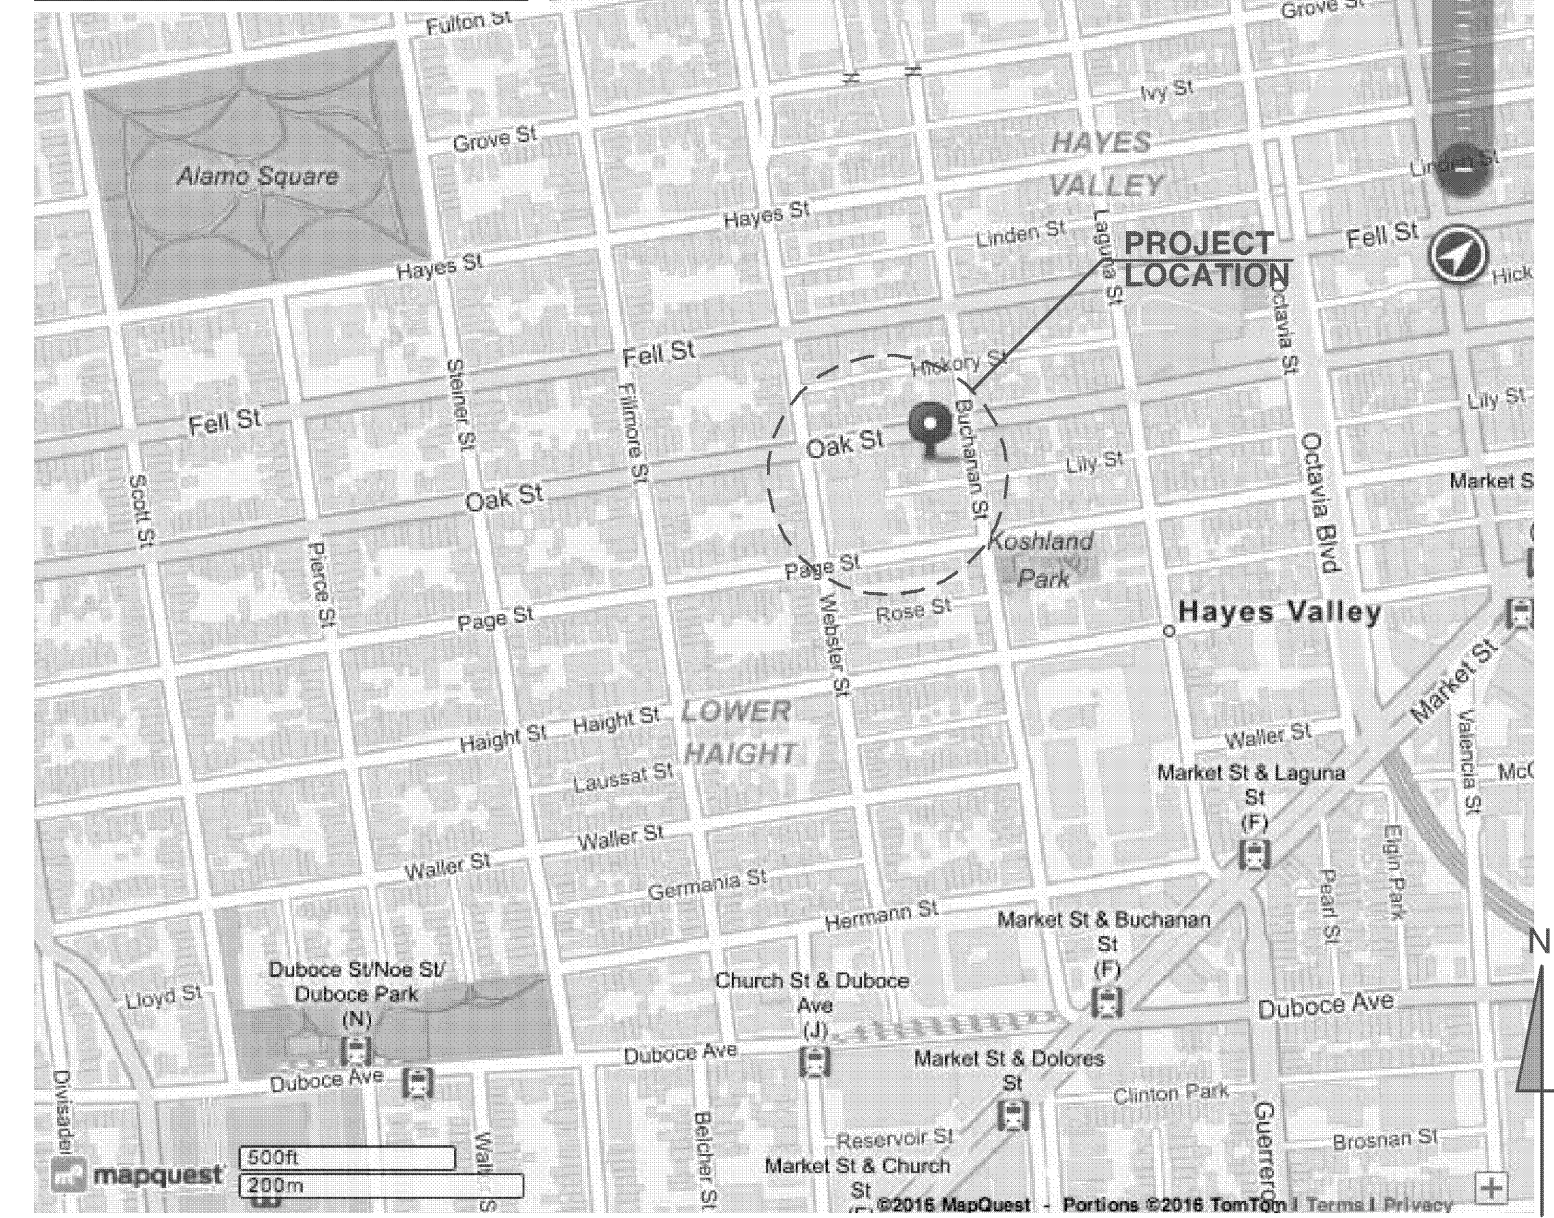 Fulton St
Grove St
Ivy St
HAYES
VALLEY
Grove St
Linden St
Alamo Square
Hayes St
Linden St
Laguna St
PROJECT
LOCATION
Fell St
Hayes St
Hick
Octavia St
Fell St
Hickory St
Steiner St
Fillmore St
Buchanan St
Lily St
Fell St
Oak St
Lily St
Octavia Blvd
Scott St
Oak St
Market S
Koshland
Park
Pierce St
Page St
Page St
Rose St
Webster St
Hayes Valley
Market St
LOWER
HAIGHT
Haight St
Haight St
Waller St
Valencia St
Laussat St
Market St & Laguna
St
(F)
McC
Waller St
Waller St
Elgin Park
Pearl St
Germania St
Hermann St
Market St & Buchanan
St
(F)
N
Duboce St/Noe St/
Duboce Park
(N)
Lloyd St
Church St & Duboce
Ave
(J)
Duboce Ave
Duboce Ave
Market St & Dolores
St
Duboce Ave
Divisader
Clinton Park
Belcher St
Guerrero
Reservoir St
Brosnan St
Market St & Church
St
mapquest
500ft
200m
©2016 MapQuest - Portions ©2016 TomTom | Terms | Privacy